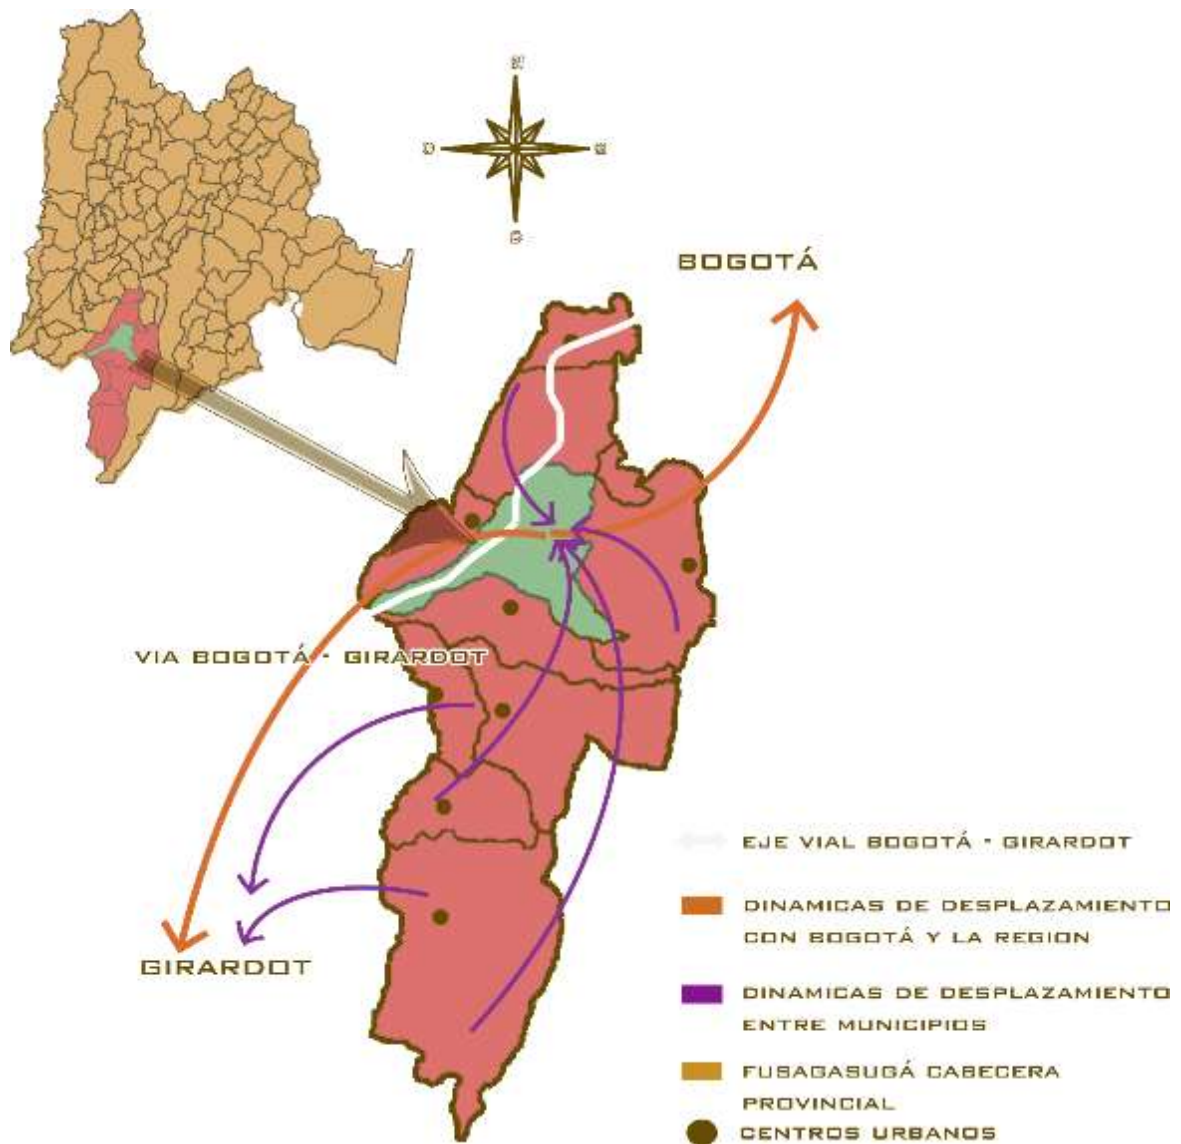 N
O
E
S
BOGOTÁ
VIA BOGOTÁ - GIRARDOT
GIRARDOT
EJE VIAL BOGOTÁ - GIRARDOT
DINAMICAS DE DESPLAZAMIENTO
CON BOGOTÁ Y LA REGION
DINAMICAS DE DESPLAZAMIENTO
ENTRE MUNICIPIOS
FUSAGASUGÁ CABECERA
PROVINCIAL
CENTROS URBANOS